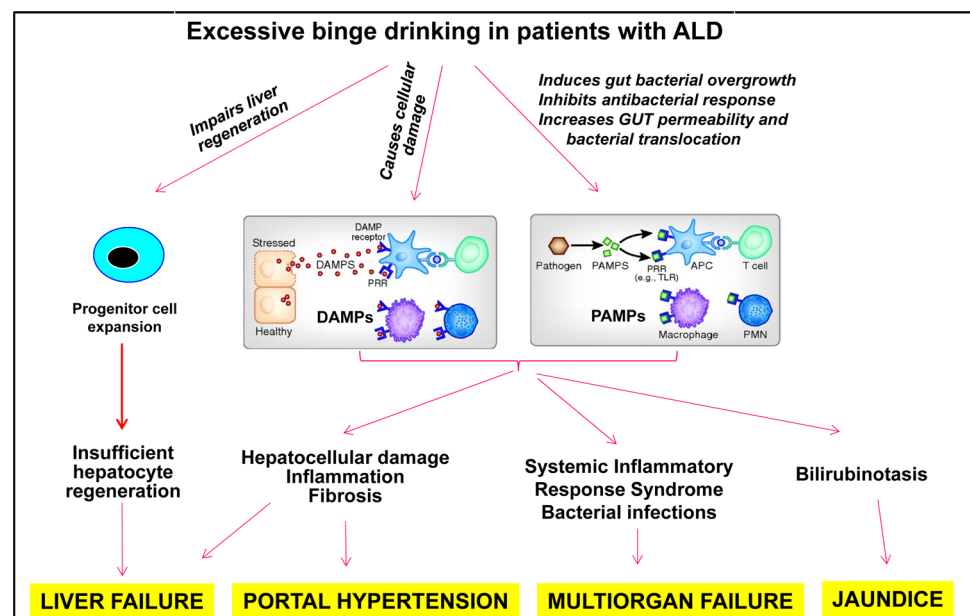 Excessive binge drinking in patients with ALD
Impairs liver
regeneration
Causes cellular
damage
Induces gut bacterial overgrowth
Inhibits antibacterial response
Increases GUT permeability and
bacterial translocation
Progenitor cell
expansion
DAMP
receptor
Stressed
DAMPS
PRR
Healthy
DAMPs
Pathogen
PAMPS
PRR
(e.g., TLR)
APC
T cell
PAMPs
Macrophage
PMN
Insufficient
hepatocyte
regeneration
Hepatocellular damage
Inflammation
Fibrosis
Systemic Inflammatory
Response Syndrome
Bacterial infections
Bilirubinotasis
LIVER FAILURE
PORTAL HYPERTENSION
MULTIORGAN FAILURE
JAUNDICE